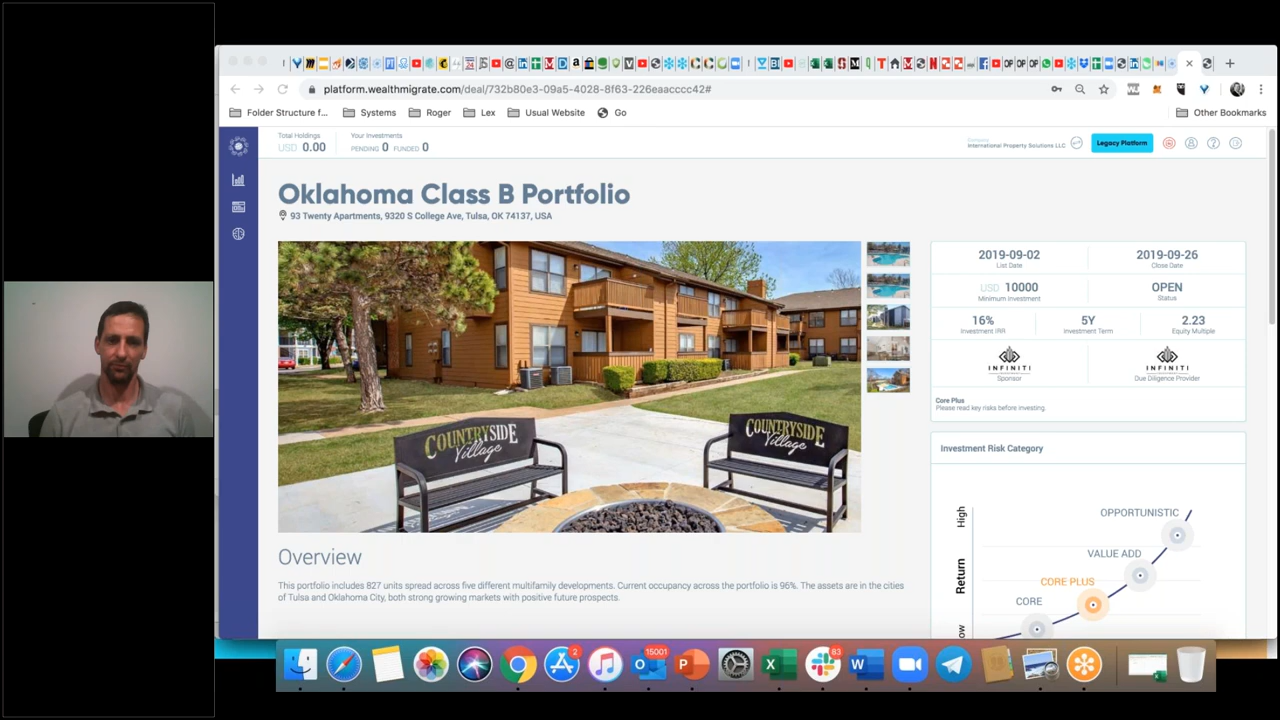 platform.wealthmigrate.com/deal/732b80e3-09a5-4028-8f63-226eaacccc42#
Folder Structure f...
Systems
Roger
Lex
Usual Website
Go
Other Bookmarks
Total Holdings
USD 0.00
Your Investments
PENDING 0 FUNDED 0
International Property Solutions LLC
Legacy Platform
Oklahoma Class B Portfolio
93 Twenty Apartments, 9320 S College Ave, Tulsa, OK 74137, USA
COUNTRYSIDE
Village
COUNTRYSIDE
Village
2019-09-02
List Date
2019-09-26
Close Date
USD 10000
Minimum Investment
OPEN
Status
16%
Investment IRR
5Y
Investment Term
2.23
Equity Multiple
INFINITI
Sponsor
INFINITI
Due Diligence Provider
Core Plus
Please read key risks before investing.
Investment Risk Category
High
Return
OPPORTUNISTIC
VALUE ADD
CORE PLUS
CORE
Overview
This portfolio includes 827 units spread across five different multifamily developments. Current occupancy across the portfolio is 96%. The assets are in the cities
of Tulsa and Oklahoma City, both strong growing markets with positive future prospects.
2
15001
83